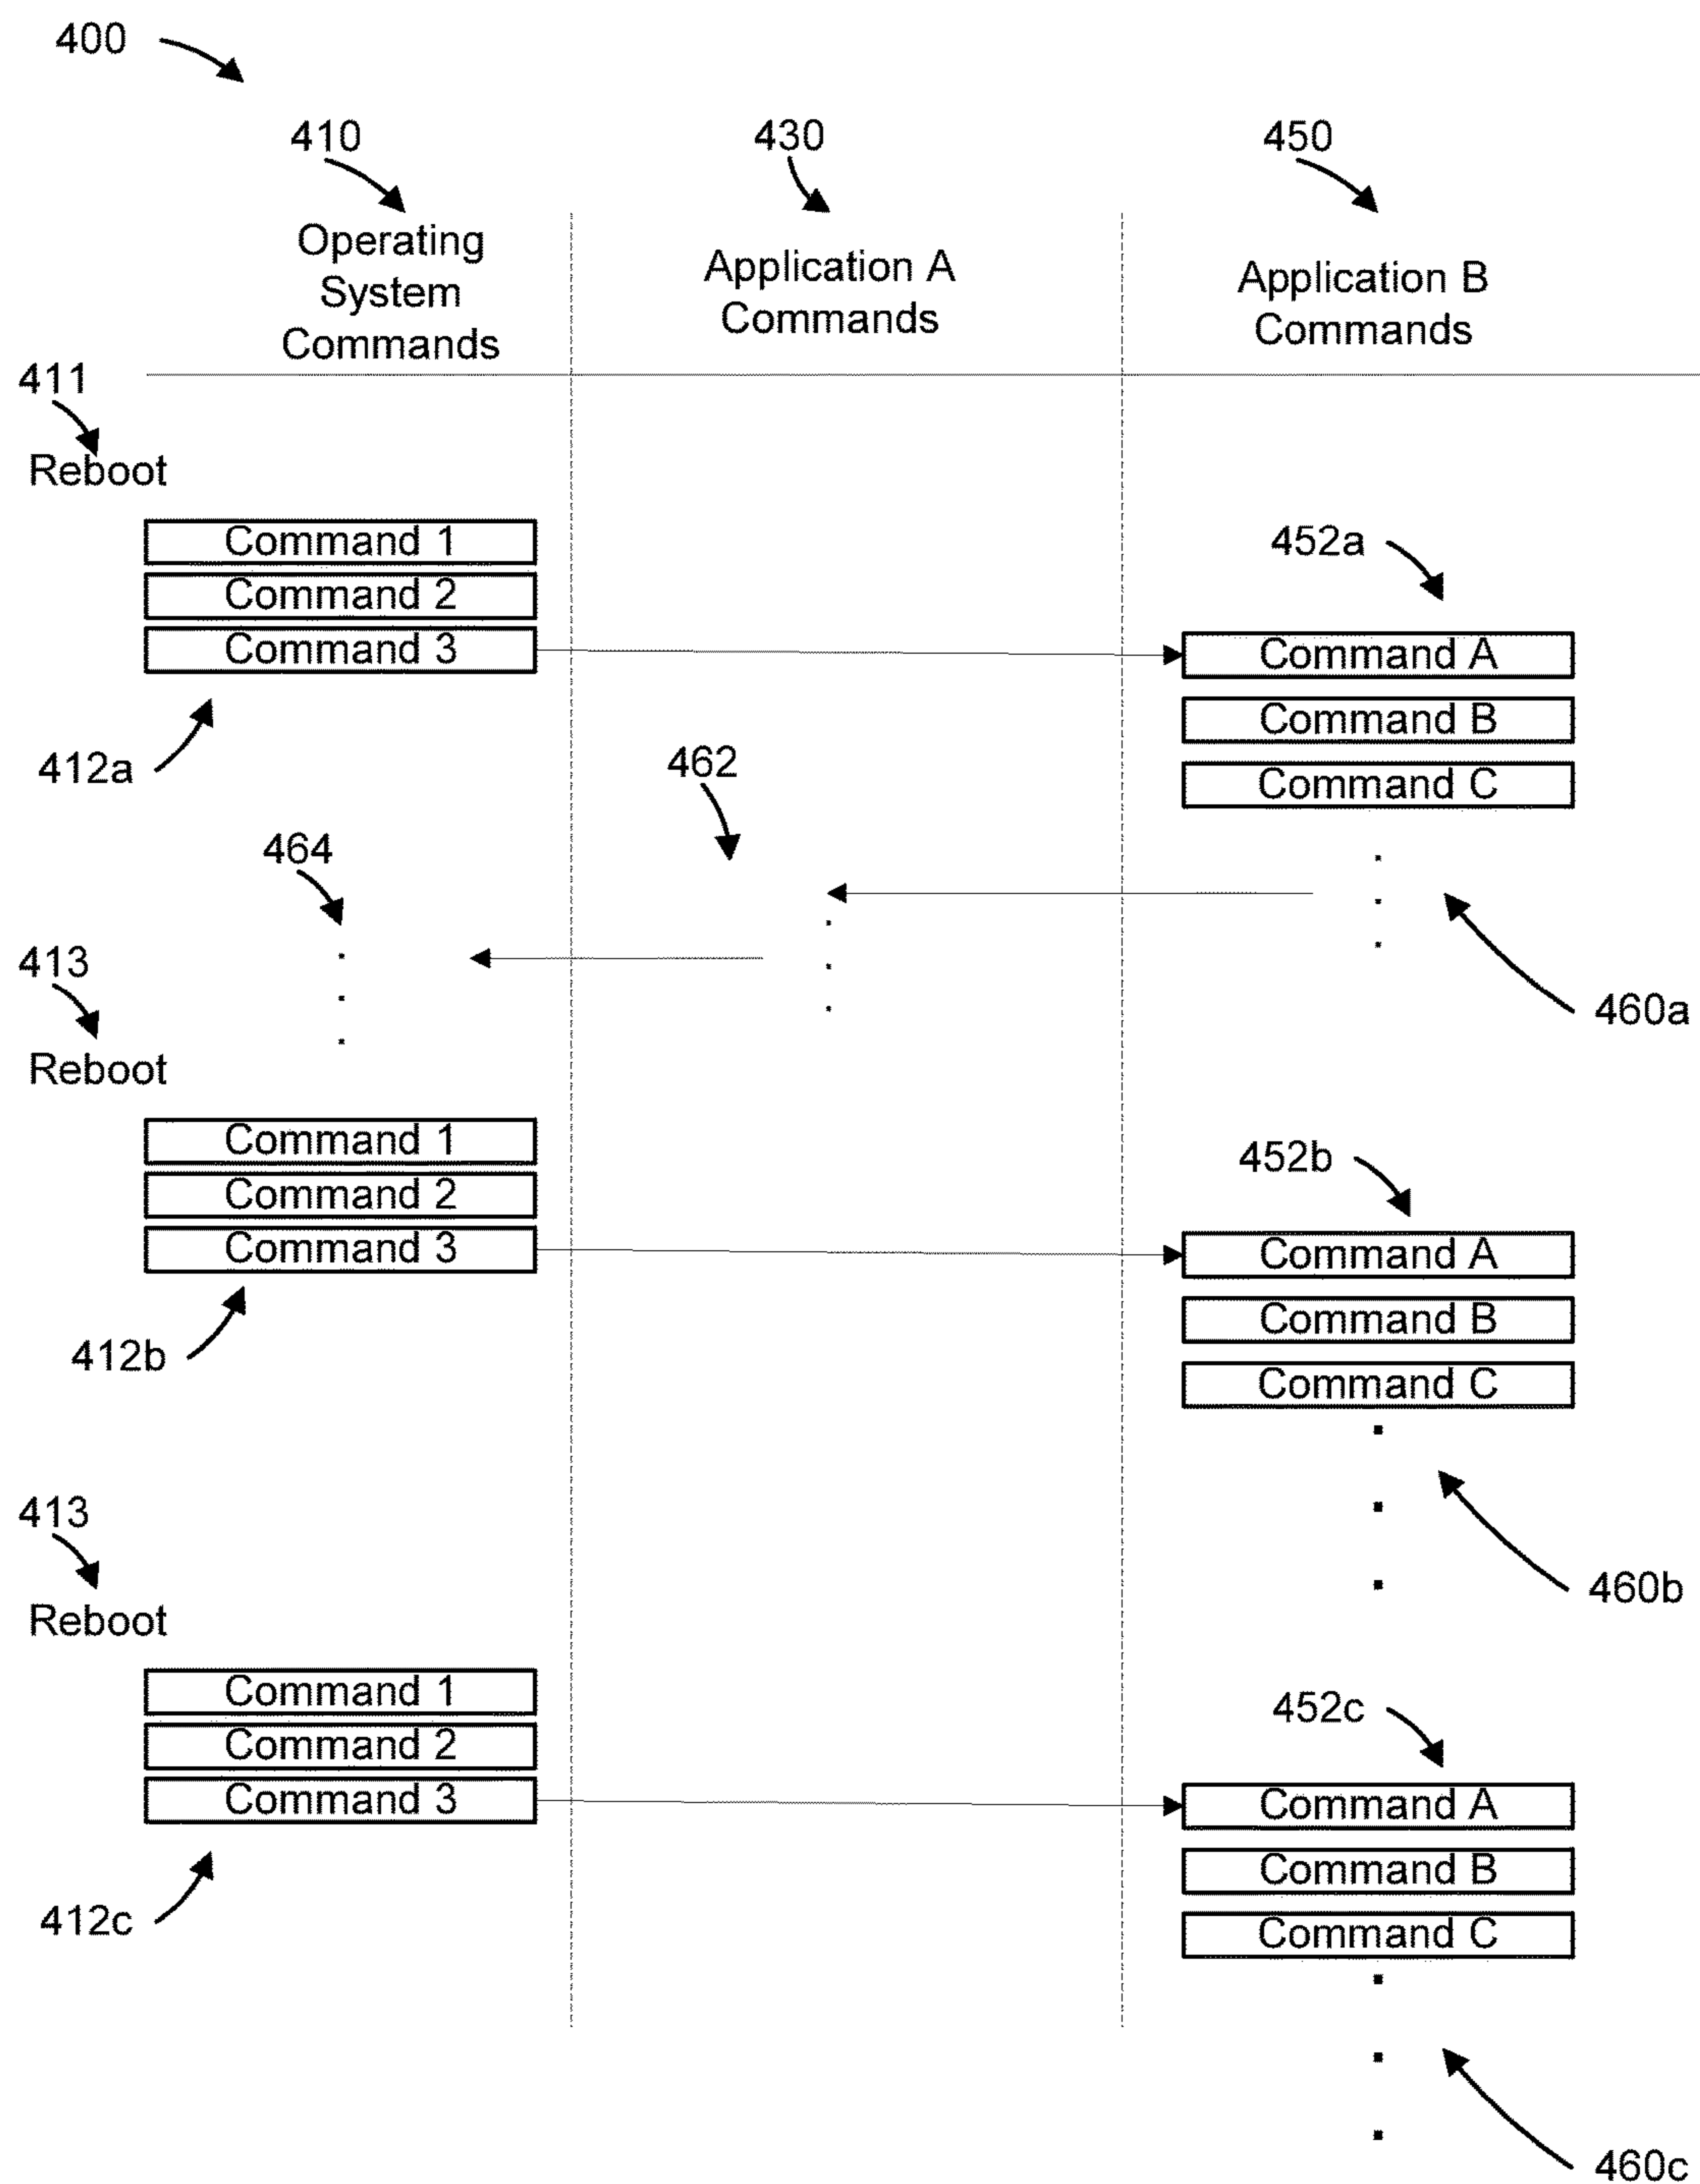 400
410
430
450
Operating
System
Commands
Application A
Commands
Application B
Commands
411
Reboot
Command 1
Command 2
Command 3
452a
Command A
Command B
Command C
412a
462
464
413
460a
Reboot
Command 1
Command 2
Command 3
452b
Command A
Command B
Command C
412b
413
460b
Reboot
Command 1
Command 2
Command 3
452c
Command A
Command B
Command C
412c
460c